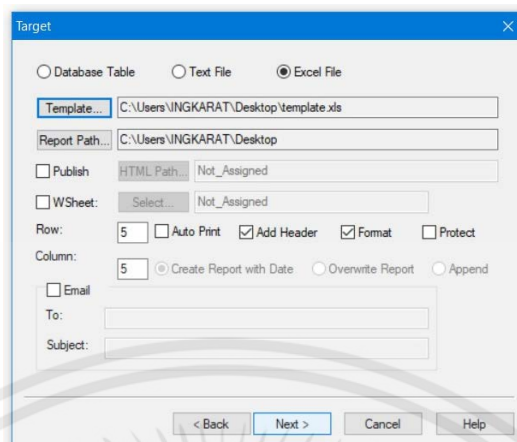 Target
Database Table Text File Excel File
Template... C:\Users\INGKARAT\Desktop\template.xls
Report Path... C:\Users\INGKARAT\Desktop
Publish HTML Path... Not_Assigned
WSheet: Select... Not_Assigned
Row: 5 Auto Print Add Header Format Protect
Column: 5 Create Report with Date Overwrite Report Append
Email
To:
Subject:
< Back Next > Cancel Help